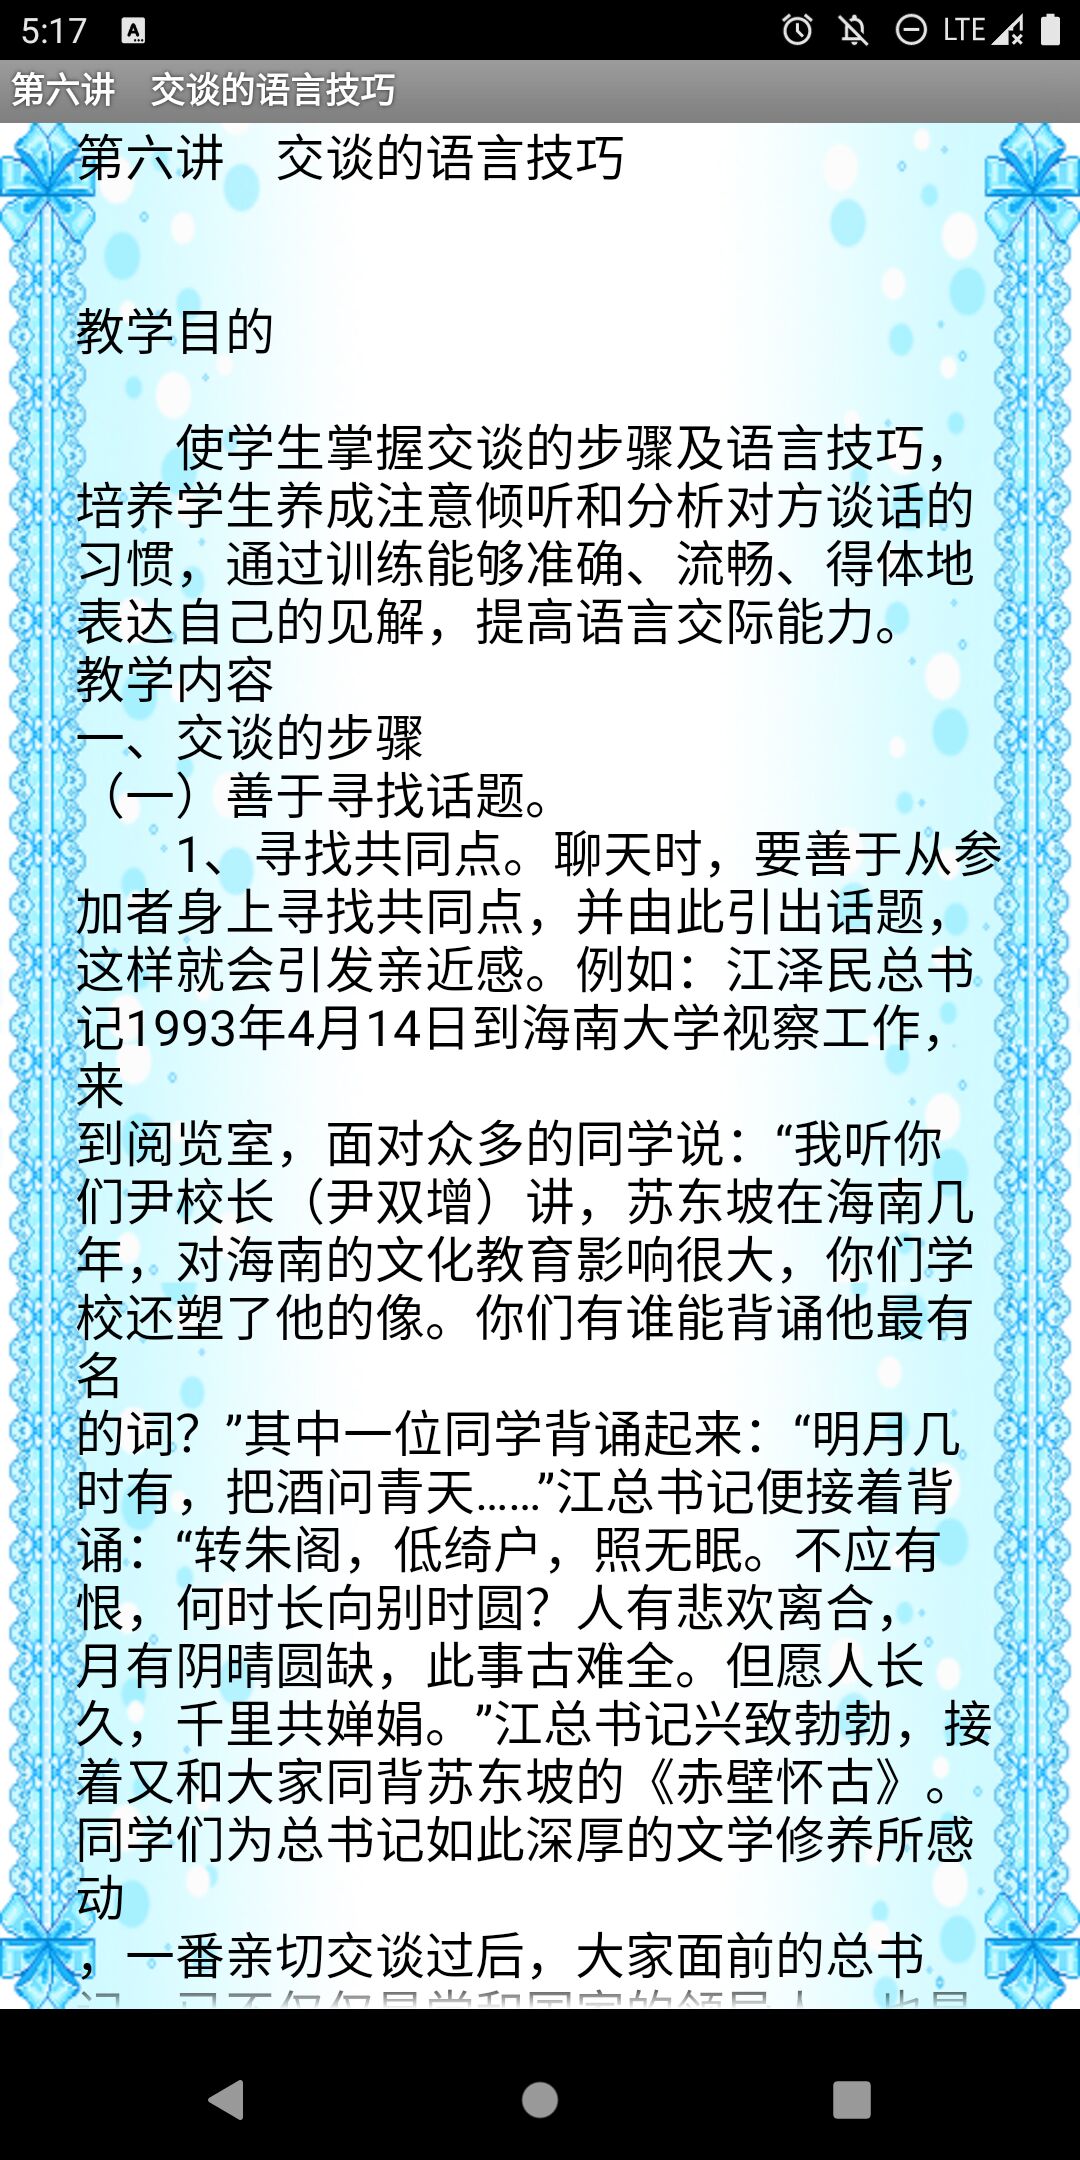 5:17
LTE
第六讲　交谈的语言技巧
第六讲　交谈的语言技巧
教学目的
使学生掌握交谈的步骤及语言技巧，
培养学生养成注意倾听和分析对方谈话的
习惯，通过训练能够准确、流畅、得体地
表达自己的见解，提高语言交际能力。
教学内容
一、交谈的步骤
（一）善于寻找话题。
1、寻找共同点。聊天时，要善于从参
加者身上寻找共同点，并由此引出话题，
这样就会引发亲近感。例如：江泽民总书
记1993年4月14日到海南大学视察工作，
来
到阅览室，面对众多的同学说：“我听你
们尹校长（尹双增）讲，苏东坡在海南几
年，对海南的文化教育影响很大，你们学
校还塑了他的像。你们有谁能背诵他最有
名
的词？”其中一位同学背诵起来：“明月几
时有，把酒问青天……”江总书记便接着背
诵：“转朱阁，低绮户，照无眠。不应有
恨，何时长向别时圆？人有悲欢离合，
月有阴晴圆缺，此事古难全。但愿人长
久，千里共婵娟。”江总书记兴致勃勃，接
着又和大家同背苏东坡的《赤壁怀古》。
同学们为总书记如此深厚的文学修养所感
动
，一番亲切交谈过后，大家面前的总书